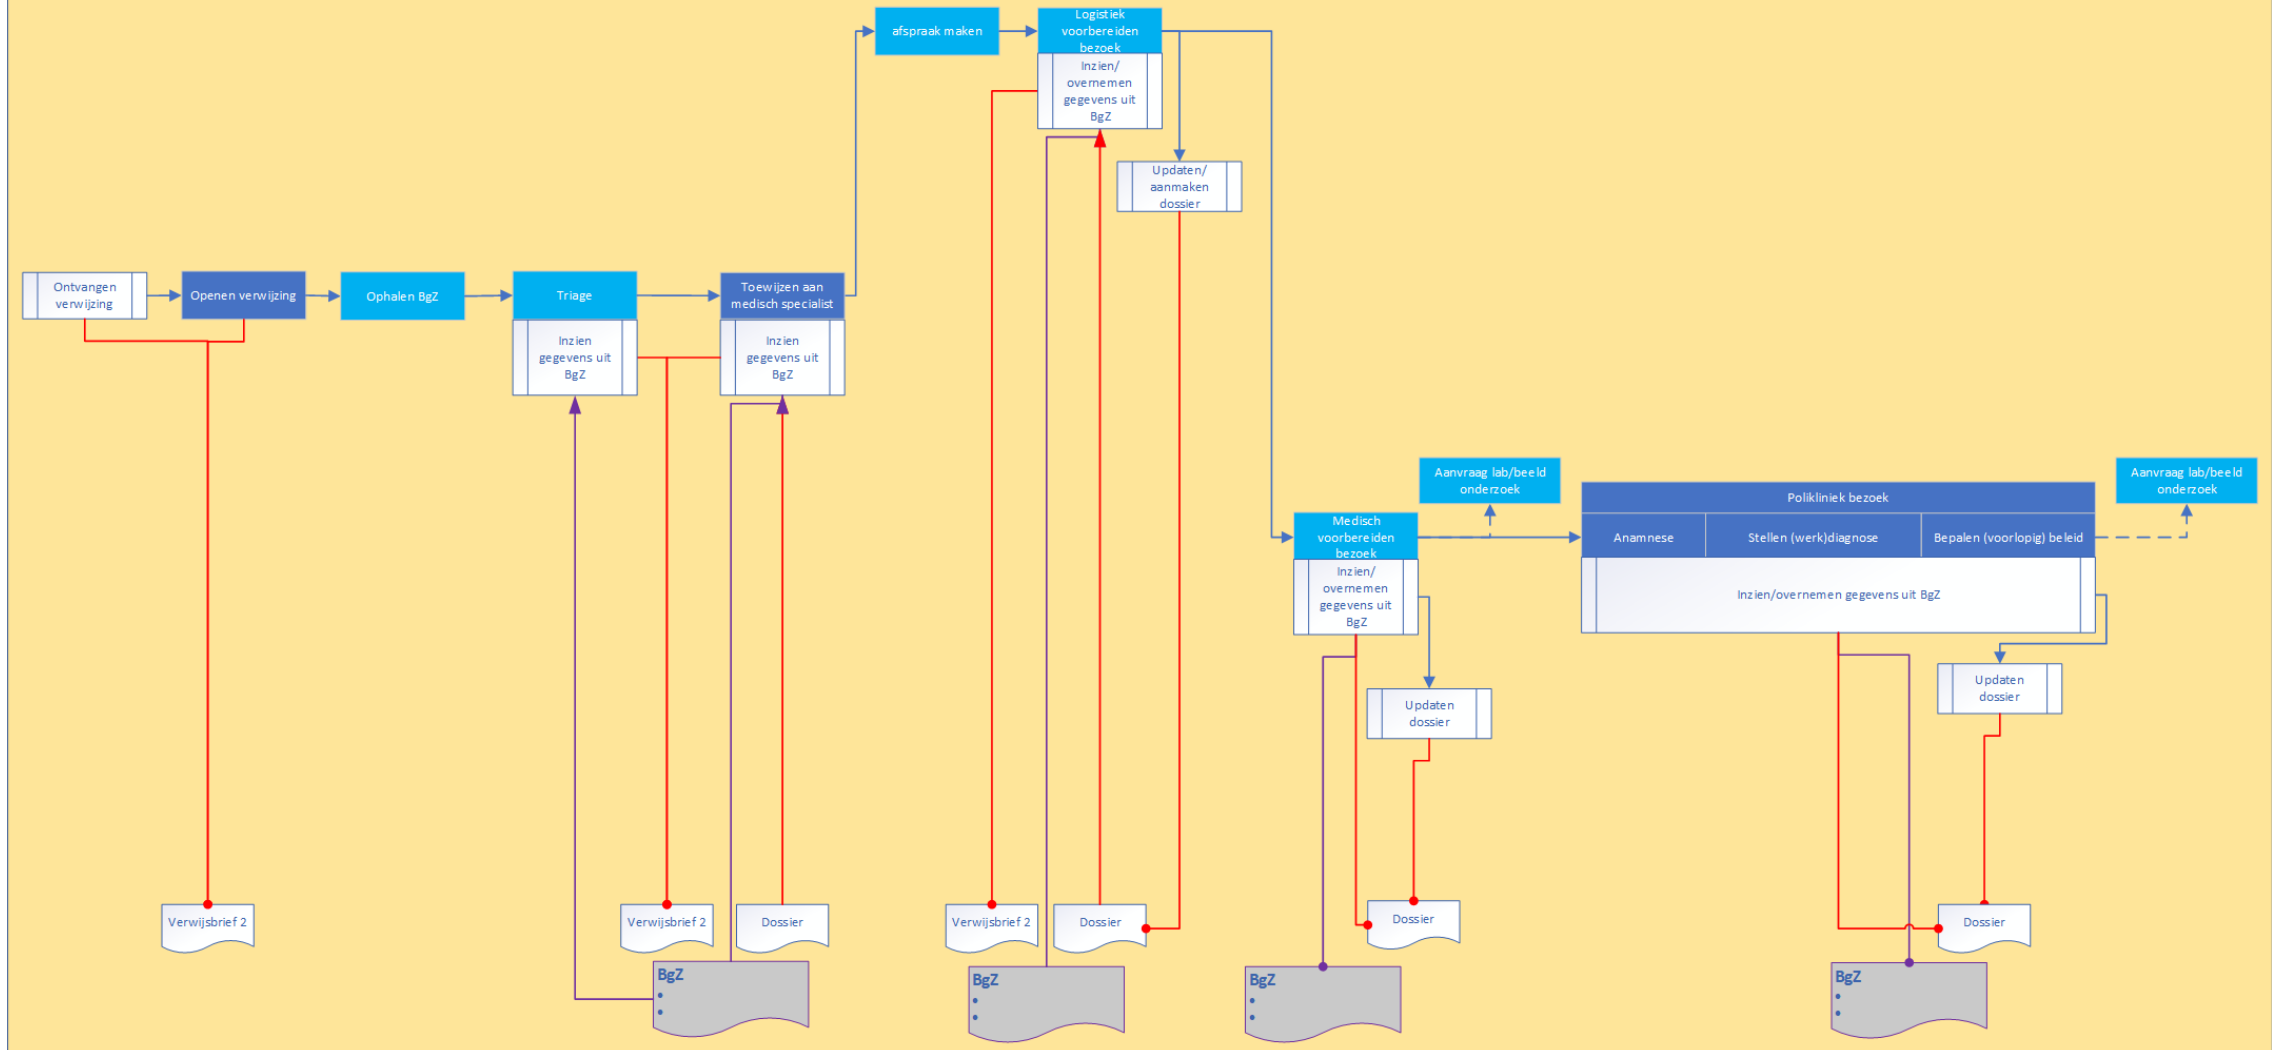 afspraak maken
Logistiek
voorbereiden
bezoek
Inzien/
overnemen
gegevens uit
BgZ
Updaten/
aanmaken
dossier
Ontvangen
verwijzing
Openen verwijzing
Ophalen BgZ
Triage
Inzien
gegevens uit
BgZ
Toewijzen aan
medisch specialist
Inzien
gegevens uit
BgZ
Medisch
voorbereiden
bezoek
Inzien/
overnemen
gegevens uit
BgZ
Aanvraag lab/beeld
onderzoek
Polikliniek bezoek
Anamnese
Stellen (werk)diagnose
Bepalen (voorlopig) beleid
Inzien/overnemen gegevens uit BgZ
Aanvraag lab/beeld
onderzoek
Updaten
dossier
Updaten
dossier
Verwijsbrief 2
Verwijsbrief 2
Dossier
Verwijsbrief 2
Dossier
Dossier
Dossier
BgZ
•
•
BgZ
•
•
BgZ
•
•
BgZ
•
•